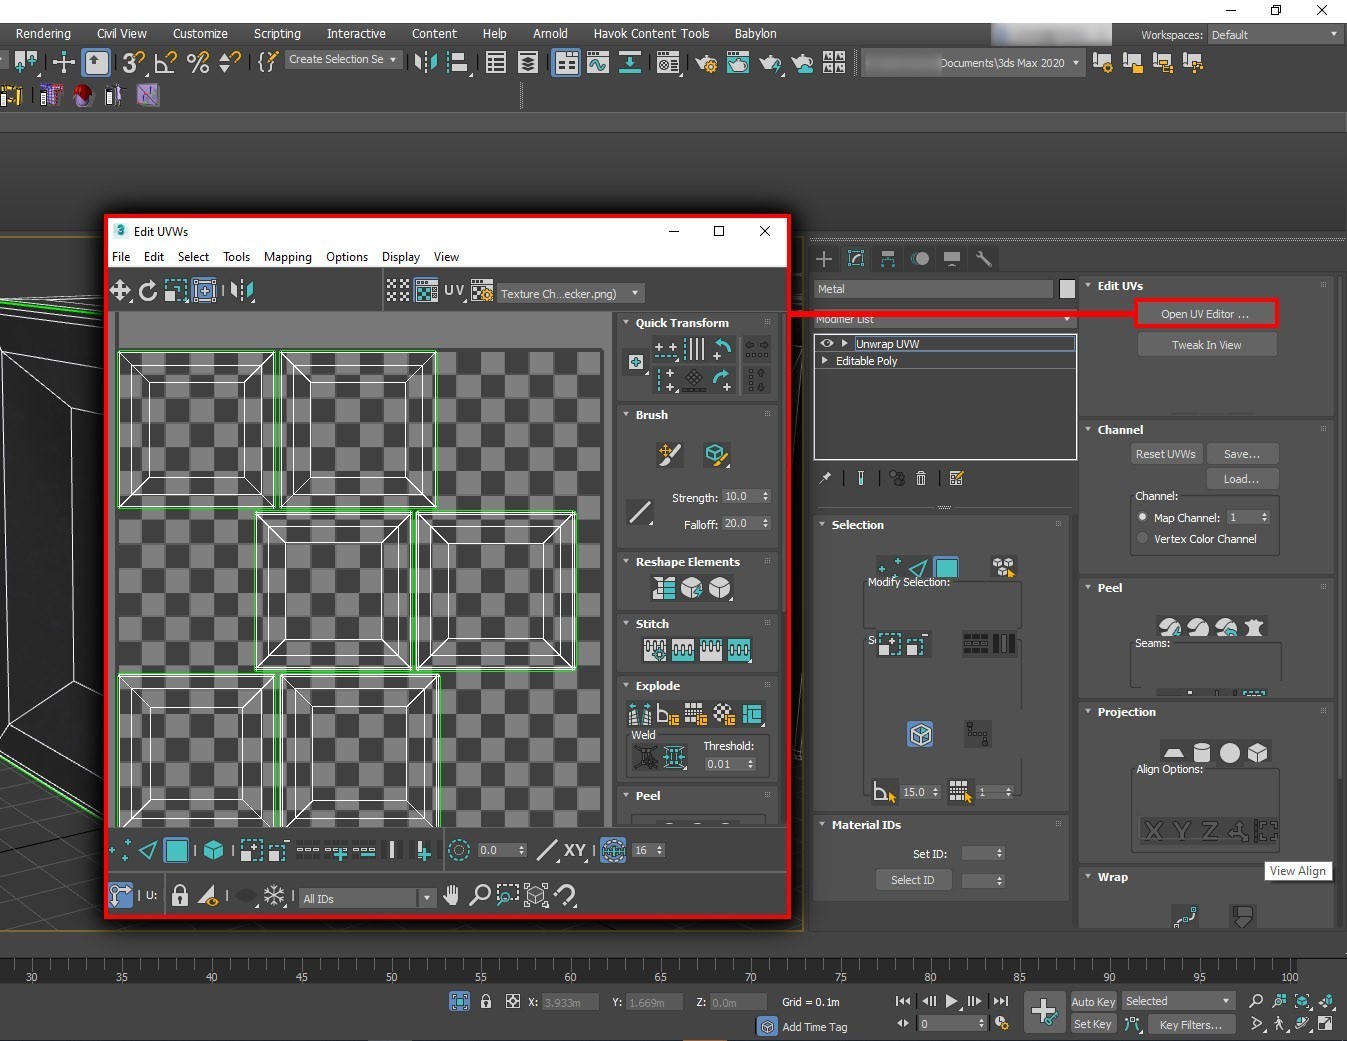 Rendering Civil View Customize Scripting Interactive Content Help Arnold Havok Content Tools Babylon
Workspaces: Default
Create Selection Se
Documents\3ds Max 2020
3 Edit UVWs
File Edit Select Tools Mapping Options Display View
UV
Texture Ch...ecker.png)
Quick Transform
Brush
Strength: 10.0
Falloff: 20.0
Reshape Elements
Stitch
Explode
Weld
Threshold:
0.01
Peel
0.0
XY
16
U:
All IDs
Metal
Modifier List
Unwrap UVW
Editable Poly
Selection
Modify Selection:
15.0
1
Material IDs
Set ID:
Select ID
Edit UVs
Open UV Editor ...
Tweak In View
Channel
Reset UVWs Save...
Load...
Channel:
Map Channel: 1
Vertex Color Channel
Peel
Seams:
Projection
Align Options:
X Y Z
View Align
Wrap
30 35 40 45 50 55 60 65 70 75 80 85 90 95 100
X: 3.933m Y: 1.669m Z: 0.0m Grid = 0.1m
Add Time Tag
0
Auto Key Selected
Set Key Key Filters...